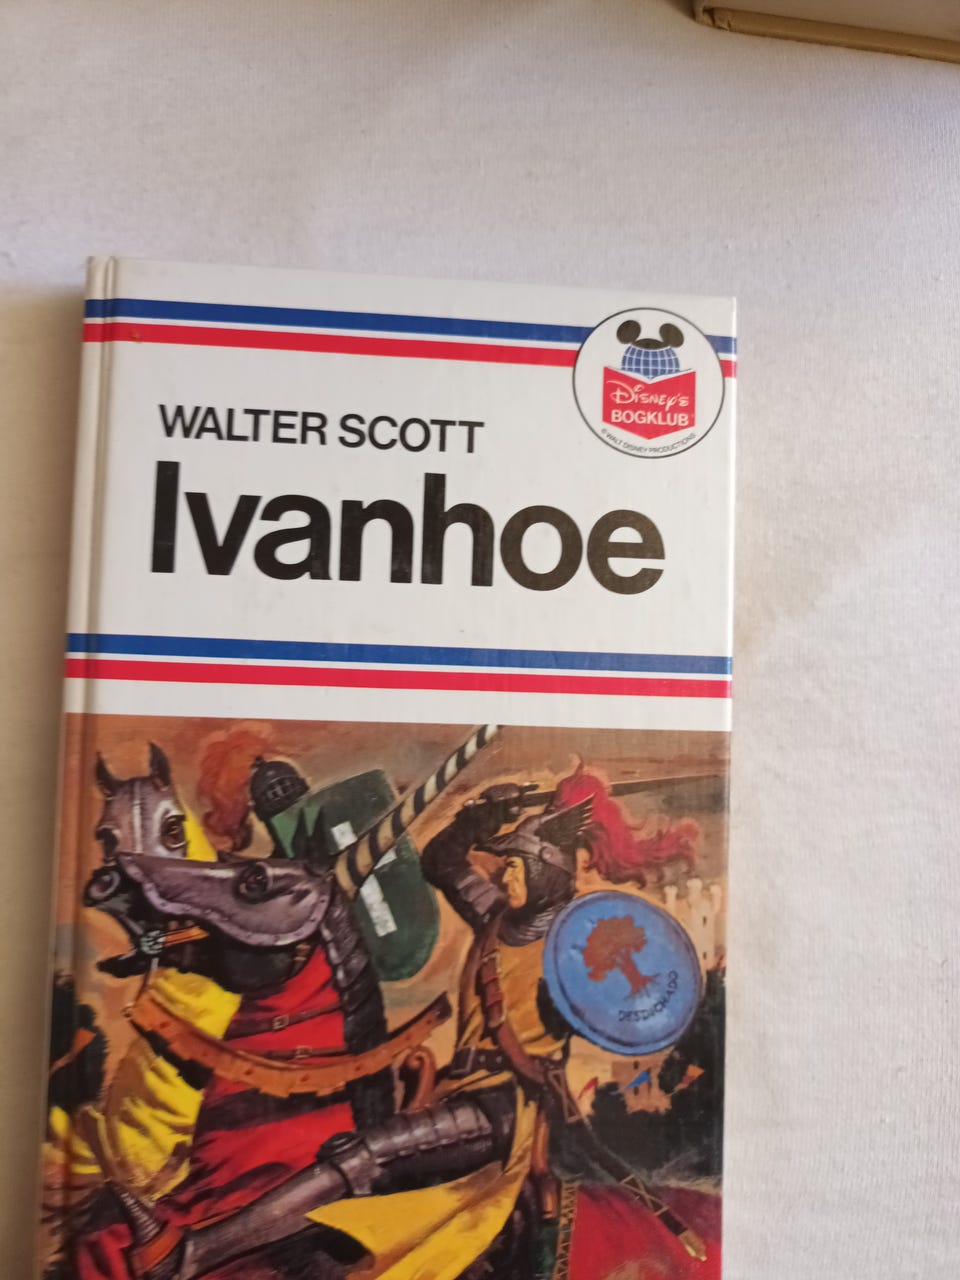 WALTER SCOTT
Ivanhoe
DISNEY'S
BOGKLUB
© WALT DISNEY PRODUCTIONS
DESDICHADO